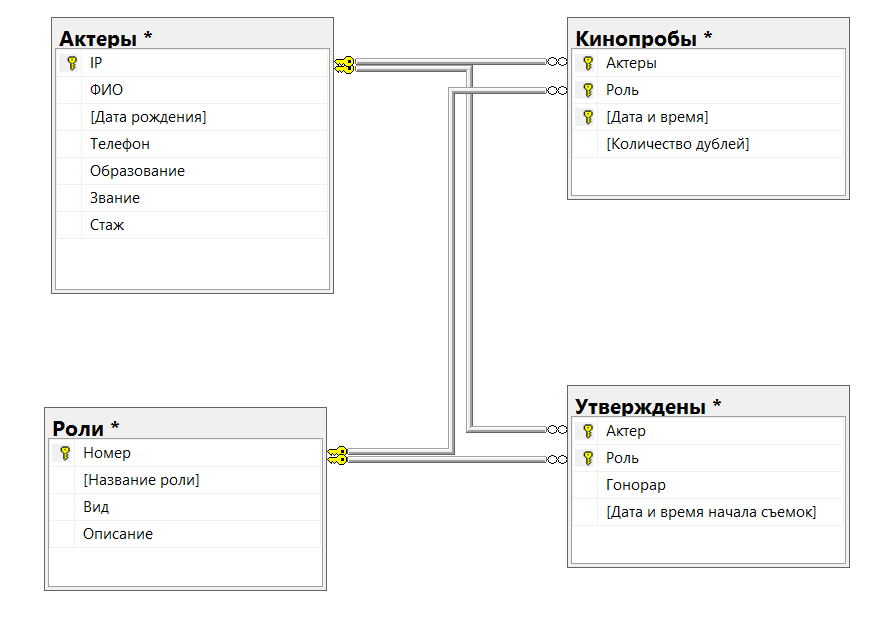 Актеры *
IP
ФИО
[Дата рождения]
Телефон
Образование
Звание
Стаж
Кинопробы *
Актеры
Роль
[Дата и время]
[Количество дублей]
Роли *
Номер
[Название роли]
Вид
Описание
Утверждены *
Актер
Роль
Гонорар
[Дата и время начала съемок]